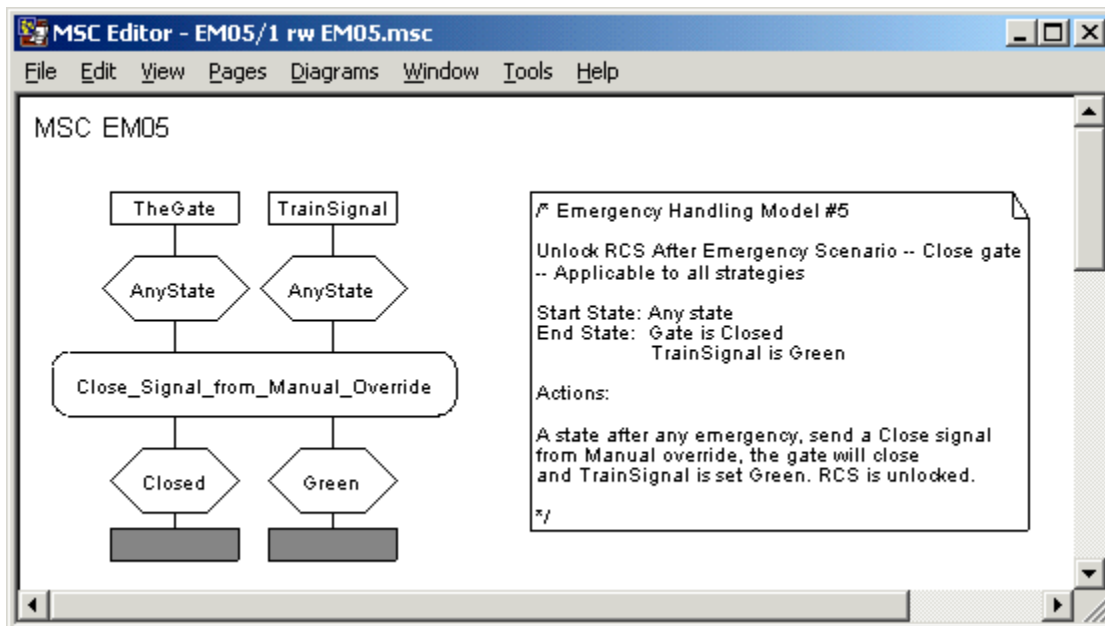 MSC Editor - EM05/1 rw EM05.msc
File Edit View Pages Diagrams Window Tools Help
MSC EM05
TheGate
TrainSignal
AnyState
AnyState
Close_Signal_from_Manual_Override
Closed
Green
/* Emergency Handling Model #5
Unlock RCS After Emergency Scenario -- Close gate
-- Applicable to all strategies
Start State: Any state
End State: Gate is Closed
TrainSignal is Green
Actions:
A state after any emergency, send a Close signal
from Manual override, the gate will close
and TrainSignal is set Green. RCS is unlocked.
*/